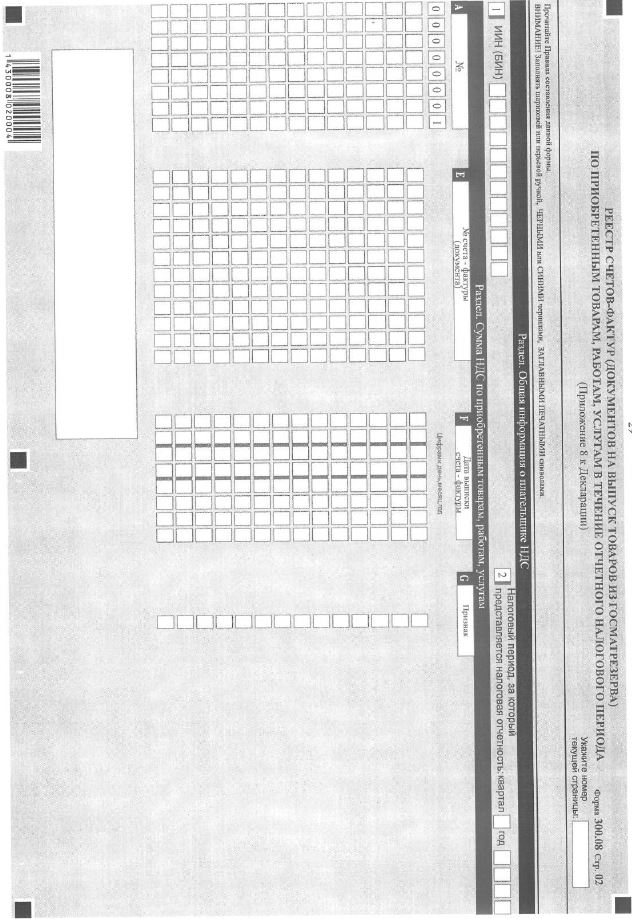 27
РЕЕСТР СЧЕТОВ-ФАКТУР (ДОКУМЕНТОВ НА ВЫПУСК ТОВАРОВ ИЗ ГОСМАТРЕЗЕРВА)
ПО ПРИОБРЕТЕННЫМ ТОВАРАМ, РАБОТАМ, УСЛУГАМ В ТЕЧЕНИЕ ОТЧЕТНОГО НАЛОГОВОГО ПЕРИОДА
(Приложение 8 к Декларации)
Форма 300.08 Стр. 02
Укажите номер
текущей страницы:
Прочитайте Правила составления данной формы.
ВНИМАНИЕ! Заполнять шариковой или перьевой ручкой, ЧЕРНЫМИ или СИНИМИ чернилами, ЗАГЛАВНЫМИ ПЕЧАТНЫМИ символами.
Раздел. Общая информация о плательщике НДС
1 ИИН (БИН)
2 Налоговый период, за который
представляется налоговая отчетность: квартал год
Раздел. Сумма НДС по приобретенным товарам, работам, услугам
A №
E № счета - фактуры
(документа)
F Дата выписки
счета - фактуры
G Признак
Цифрами день,месяц,год
0 0 0 0 0 0 0 1
1430008020004